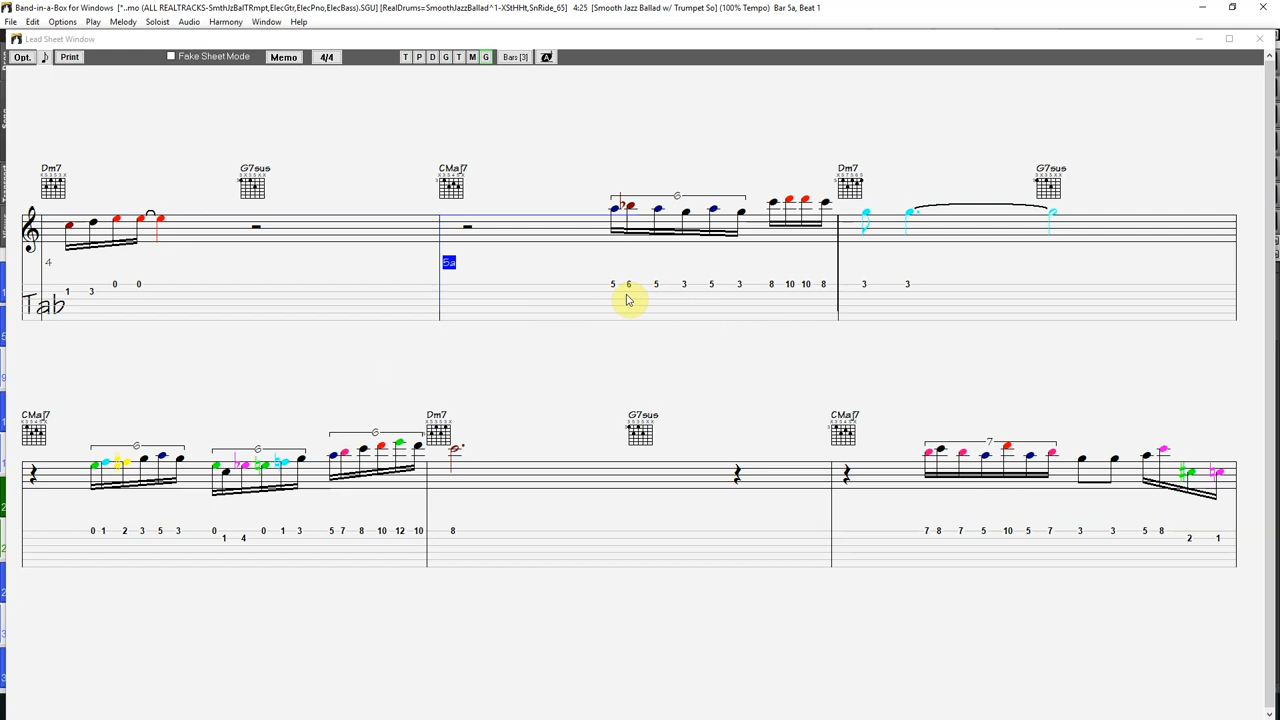 Band-in-a-Box for Windows [*..mo (ALL REALTRACKS-SmthJzBalTRmpt,ElecGtr,ElecPno,ElecBass).SGU] [RealDrums=SmoothJazzBallad^1-XStHHt,SnRide_65] 4:25 [Smooth Jazz Ballad w/ Trumpet So] (100% Tempo) Bar 5a, Beat 1
File Edit Options Play Melody Soloist Audio Harmony Window Help
Lead Sheet Window
Opt. ♪ Print Fake Sheet Mode Memo 4/4 T P D G T M G Bars [3]
Dm7 G7sus CMaj7 Dm7 G7sus
6
4 5a
1 3 0 0 5 6 5 3 5 3 8 10 10 8 3 3
Tab
CMaj7 Dm7 G7sus CMaj7
6 6 6 7
0 1 2 3 5 3 0 1 4 0 1 3 5 7 8 10 12 10 8 7 8 7 5 10 5 7 3 3 5 8 2 1